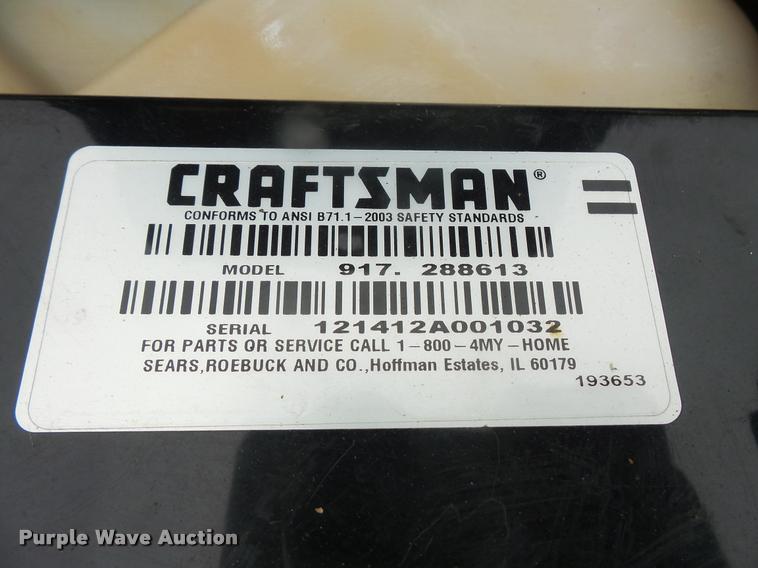 CRAFTSMAN®
CONFORMS TO ANSI B71.1-2003 SAFETY STANDARDS
MODEL 917. 288613
SERIAL 121412A001032
FOR PARTS OR SERVICE CALL 1-800-4MY-HOME
SEARS,ROEBUCK AND CO.,Hoffman Estates, IL 60179
193653
Purple Wave Auction